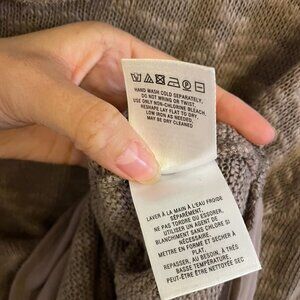 HAND WASH COLD SEPARATELY,
DO NOT WRING OR TWIST.
USE ONLY NON-CHLORINE BLEACH,
RESHAPE LAY FLAT TO DRY,
LOW IRON AS NEEDED,
MAY BE DRY CLEANED
LAVER À LA MAIN À L'EAU FROIDE
SÉPARÉMENT.
NE PAS TORDRE OU ESSORER.
UTILISER UN AGENT DE
BLANCHIMENT SANS CHLORE SI
NÉCESSAIRE.
METTRE EN FORME ET SÉCHER À
PLAT.
REPASSER, AU BESOIN, À TRÈS
BASSE TEMPÉRATURE.
PEUT-ÊTRE NETTOYÉ SEC